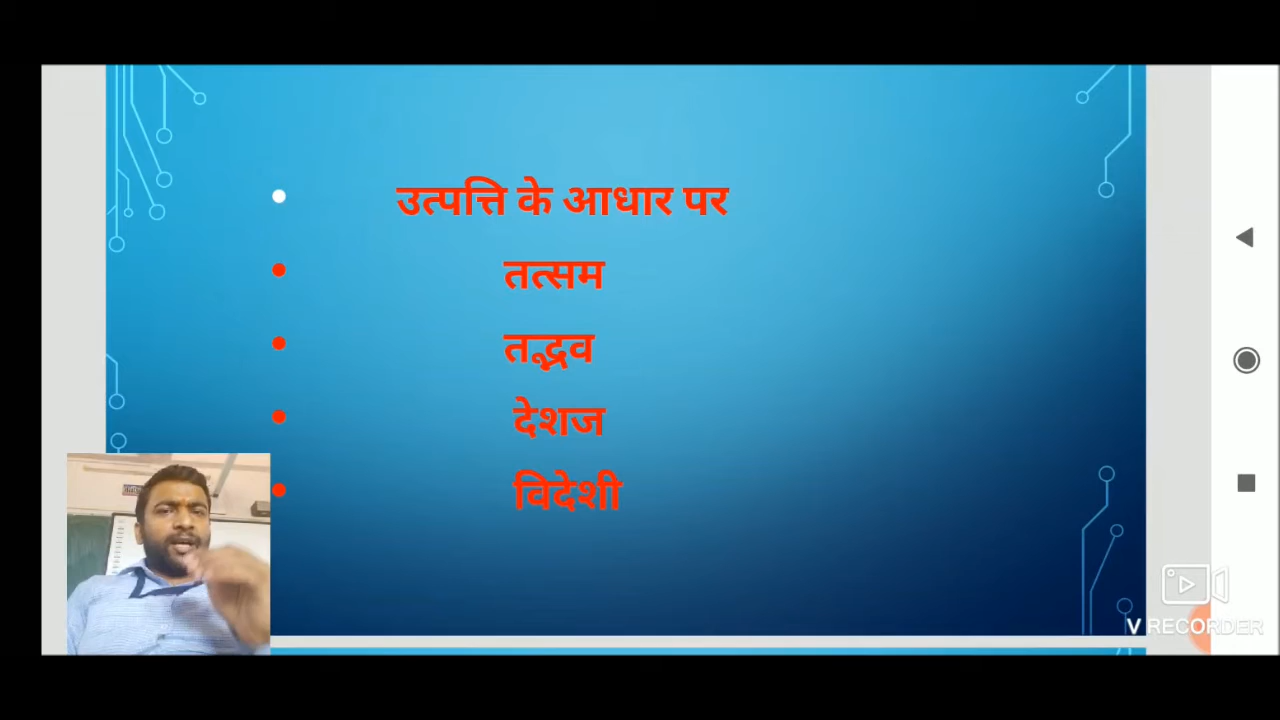 उत्पत्ति के आधार पर
तत्सम
तद्भव
देशज
विदेशी
V RECORDER